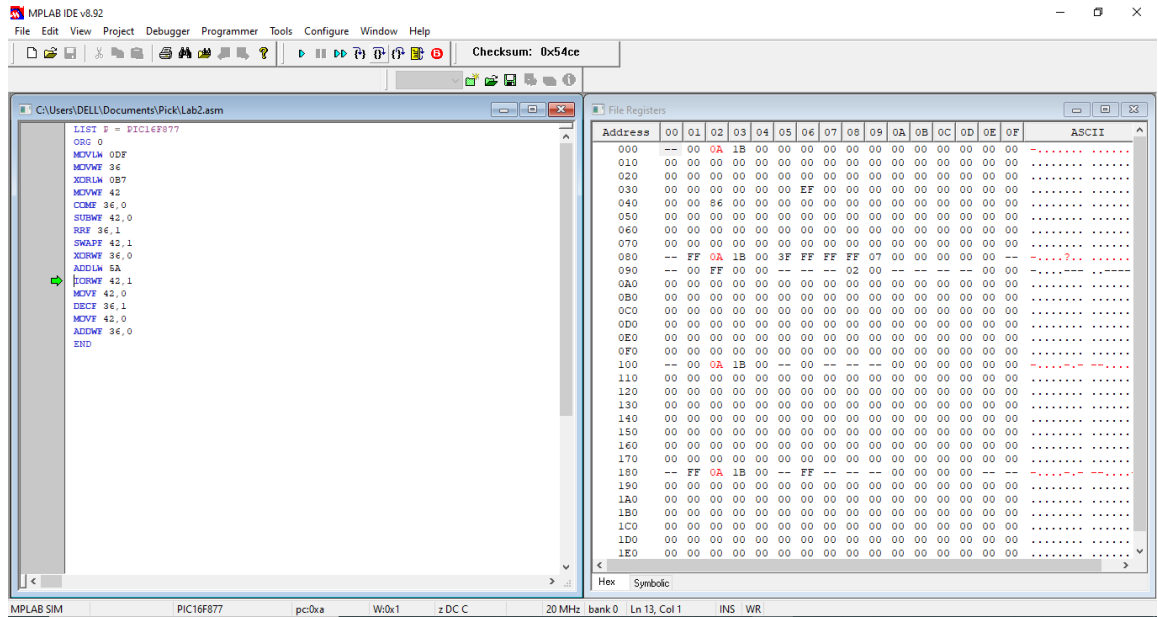 MPLAB IDE v8.92
File Edit View Project Debugger Programmer Tools Configure Window Help
Checksum: 0x54ce
C:\Users\DELL\Documents\Pick\Lab2.asm
LIST P = PIC16F877
ORG 0
MOVLW 0DF
MOVWF 36
XORLW 0B7
MOVWF 42
COMF 36,0
SUBWF 42,0
RRF 36,1
SWAPF 42,1
XORWF 36,0
ADDLW 5A
IORWF 42,1
MOVF 42,0
DECF 36,1
MOVF 42,0
ADDWF 36,0
END
File Registers
Address 00 01 02 03 04 05 06 07 08 09 0A 0B 0C 0D 0E 0F ASCII
000 -- 00 0A 1B 00 00 00 00 00 00 00 00 00 00 00 00 -....... ......
010 00 00 00 00 00 00 00 00 00 00 00 00 00 00 00 00 ........ ......
020 00 00 00 00 00 00 00 00 00 00 00 00 00 00 00 00 ........ ......
030 00 00 00 00 00 00 EF 00 00 00 00 00 00 00 00 00 ........ ......
040 00 00 86 00 00 00 00 00 00 00 00 00 00 00 00 00 ........ ......
050 00 00 00 00 00 00 00 00 00 00 00 00 00 00 00 00 ........ ......
060 00 00 00 00 00 00 00 00 00 00 00 00 00 00 00 00 ........ ......
070 00 00 00 00 00 00 00 00 00 00 00 00 00 00 00 00 ........ ......
080 -- FF 0A 1B 00 3F FF FF FF 07 00 00 00 00 00 -- -....?.. ......
090 -- 00 FF 00 00 -- -- -- 02 00 -- -- -- -- 00 00 -....--- ..----
0A0 00 00 00 00 00 00 00 00 00 00 00 00 00 00 00 00 ........ ......
0B0 00 00 00 00 00 00 00 00 00 00 00 00 00 00 00 00 ........ ......
0C0 00 00 00 00 00 00 00 00 00 00 00 00 00 00 00 00 ........ ......
0D0 00 00 00 00 00 00 00 00 00 00 00 00 00 00 00 00 ........ ......
0E0 00 00 00 00 00 00 00 00 00 00 00 00 00 00 00 00 ........ ......
0F0 00 00 00 00 00 00 00 00 00 00 00 00 00 00 00 00 ........ ......
100 -- 00 0A 1B 00 -- 00 -- -- -- 00 00 00 00 00 00 -....-.- --....
110 00 00 00 00 00 00 00 00 00 00 00 00 00 00 00 00 ........ ......
120 00 00 00 00 00 00 00 00 00 00 00 00 00 00 00 00 ........ ......
130 00 00 00 00 00 00 00 00 00 00 00 00 00 00 00 00 ........ ......
140 00 00 00 00 00 00 00 00 00 00 00 00 00 00 00 00 ........ ......
150 00 00 00 00 00 00 00 00 00 00 00 00 00 00 00 00 ........ ......
160 00 00 00 00 00 00 00 00 00 00 00 00 00 00 00 00 ........ ......
170 00 00 00 00 00 00 00 00 00 00 00 00 00 00 00 00 ........ ......
180 -- FF 0A 1B 00 -- FF -- -- -- 00 00 00 00 -- -- -....-.- --....-
190 00 00 00 00 00 00 00 00 00 00 00 00 00 00 00 00 ........ ......
1A0 00 00 00 00 00 00 00 00 00 00 00 00 00 00 00 00 ........ ......
1B0 00 00 00 00 00 00 00 00 00 00 00 00 00 00 00 00 ........ ......
1C0 00 00 00 00 00 00 00 00 00 00 00 00 00 00 00 00 ........ ......
1D0 00 00 00 00 00 00 00 00 00 00 00 00 00 00 00 00 ........ ......
1E0 00 00 00 00 00 00 00 00 00 00 00 00 00 00 00 00 ........ ......
Hex Symbolic
MPLAB SIM PIC16F877 pc:0xa W:0x1 z DC C 20 MHz bank 0 Ln 13, Col 1 INS WR